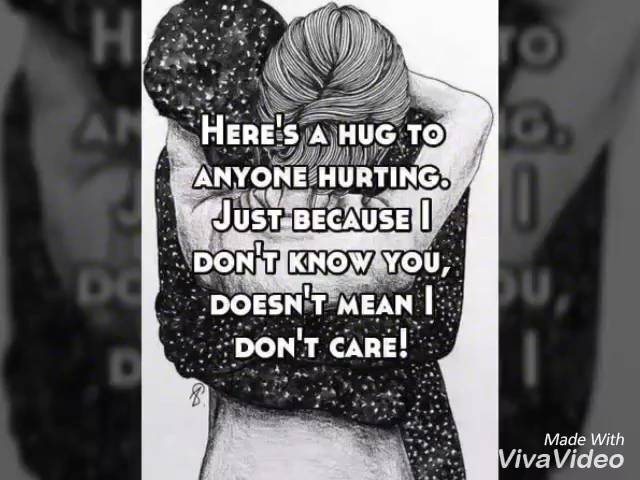 HERE'S A HUG TO
ANYONE HURTING.
JUST BECAUSE I
DON'T KNOW YOU,
DOESN'T MEAN I
DON'T CARE!
Made With
VivaVideo